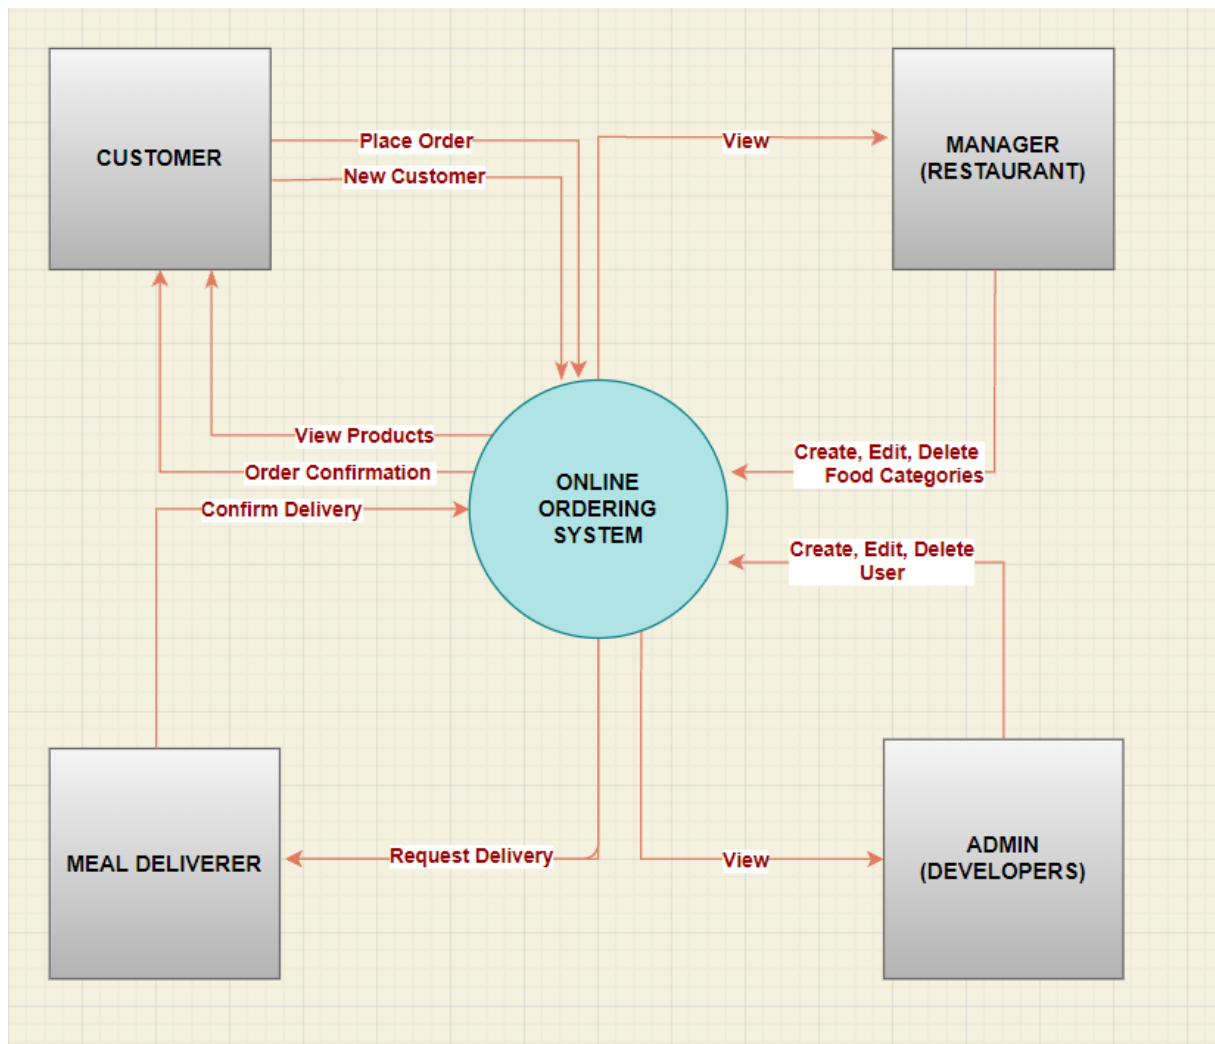 CUSTOMER
Place Order
New Customer
View
MANAGER
(RESTAURANT)
View Products
Order Confirmation
Confirm Delivery
ONLINE
ORDERING
SYSTEM
Create, Edit, Delete
Food Categories
Create, Edit, Delete
User
MEAL DELIVERER
Request Delivery
View
ADMIN
(DEVELOPERS)